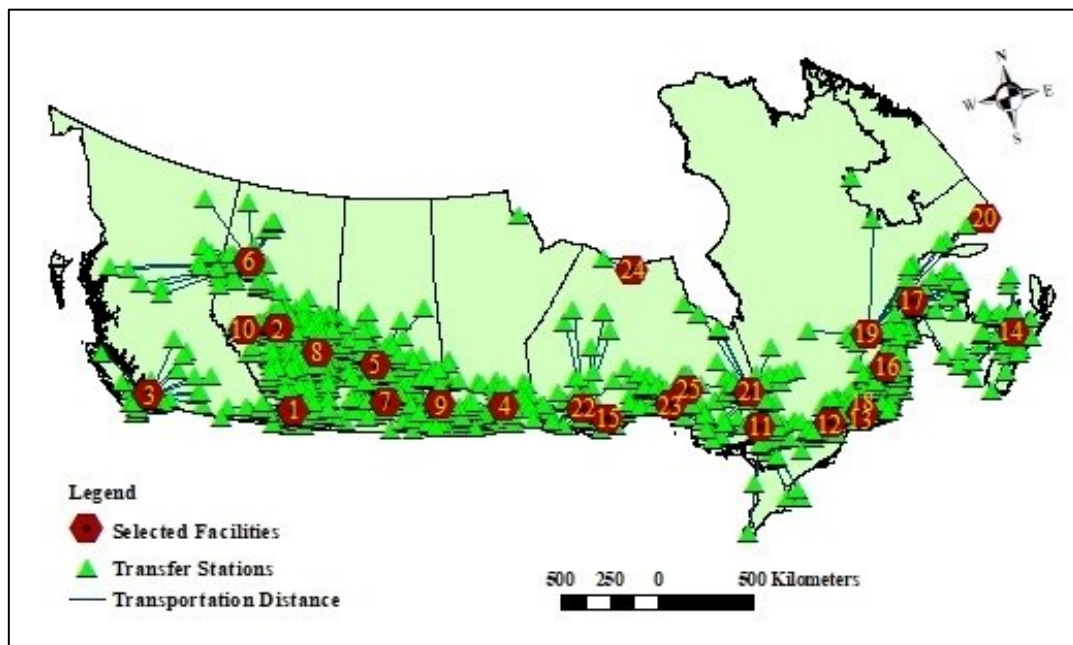 N
W E
S
20
6
24
17
10 2
19 14
8
5
16
3
21
25
7 9 4
23
1
22
15
18
13
11 12
Legend
Selected Facilities
Transfer Stations
Transportation Distance
500 250 0 500 Kilometers